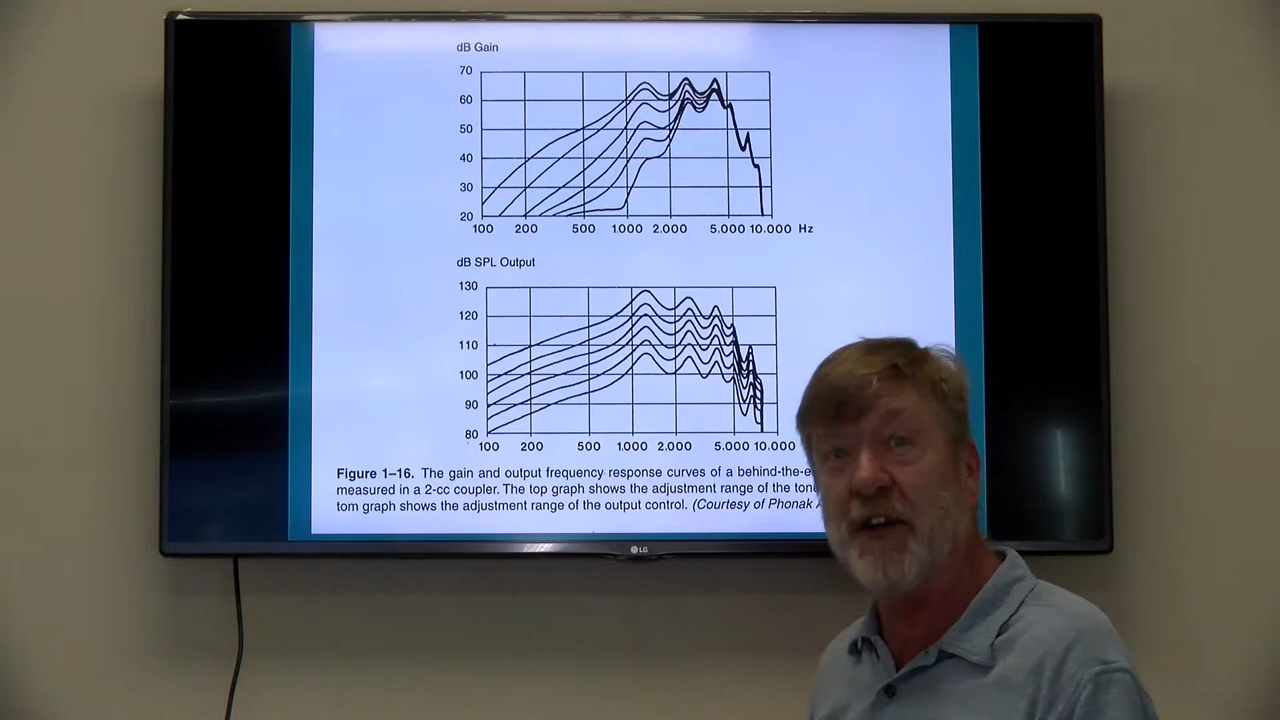 dB Gain
70
60
50
40
30
20
100 200 500 1.000 2.000 5.000 10.000 Hz
dB SPL Output
130
120
110
100
90
80
100 200 500 1000 2.000 5.000 10.000
Figure 1–16. The gain and output frequency response curves of a behind-the-
measured in a 2-cc coupler. The top graph shows the adjustment range of the
tom graph shows the adjustment range of the output control. (Courtesy of Phonak
LG